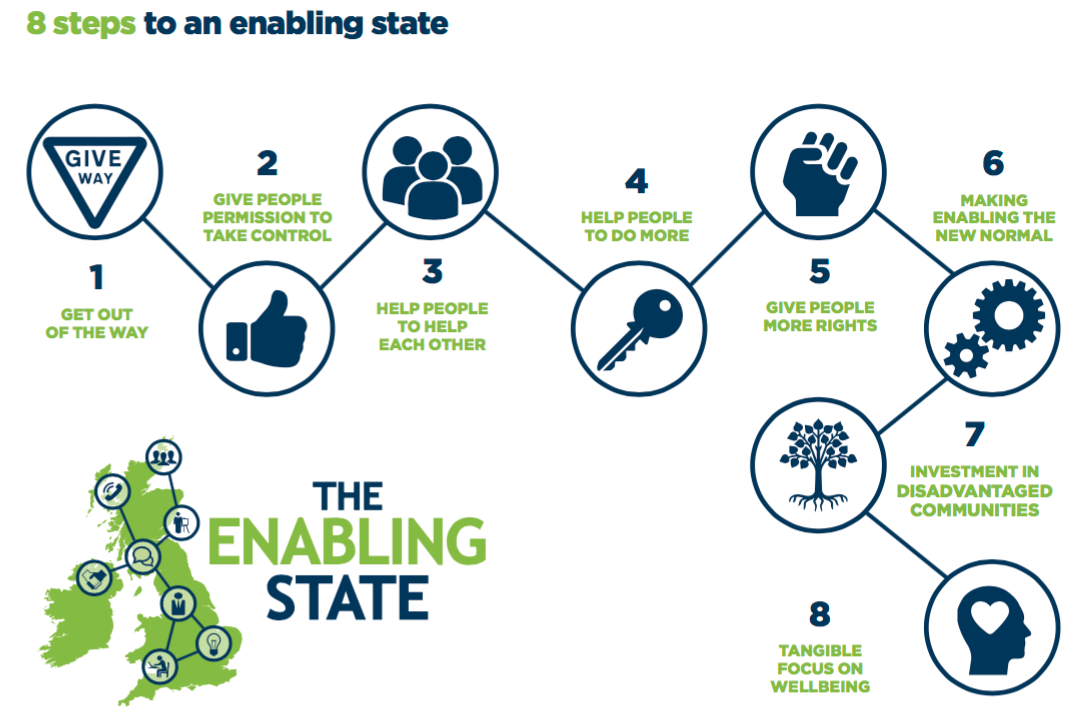 8 steps to an enabling state
GIVE
WAY
1
GET OUT
OF THE WAY
2
GIVE PEOPLE
PERMISSION TO
TAKE CONTROL
3
HELP PEOPLE
TO HELP
EACH OTHER
4
HELP PEOPLE
TO DO MORE
5
GIVE PEOPLE
MORE RIGHTS
6
MAKING
ENABLING THE
NEW NORMAL
7
INVESTMENT IN
DISADVANTAGED
COMMUNITIES
8
TANGIBLE
FOCUS ON
WELLBEING
THE
ENABLING
STATE